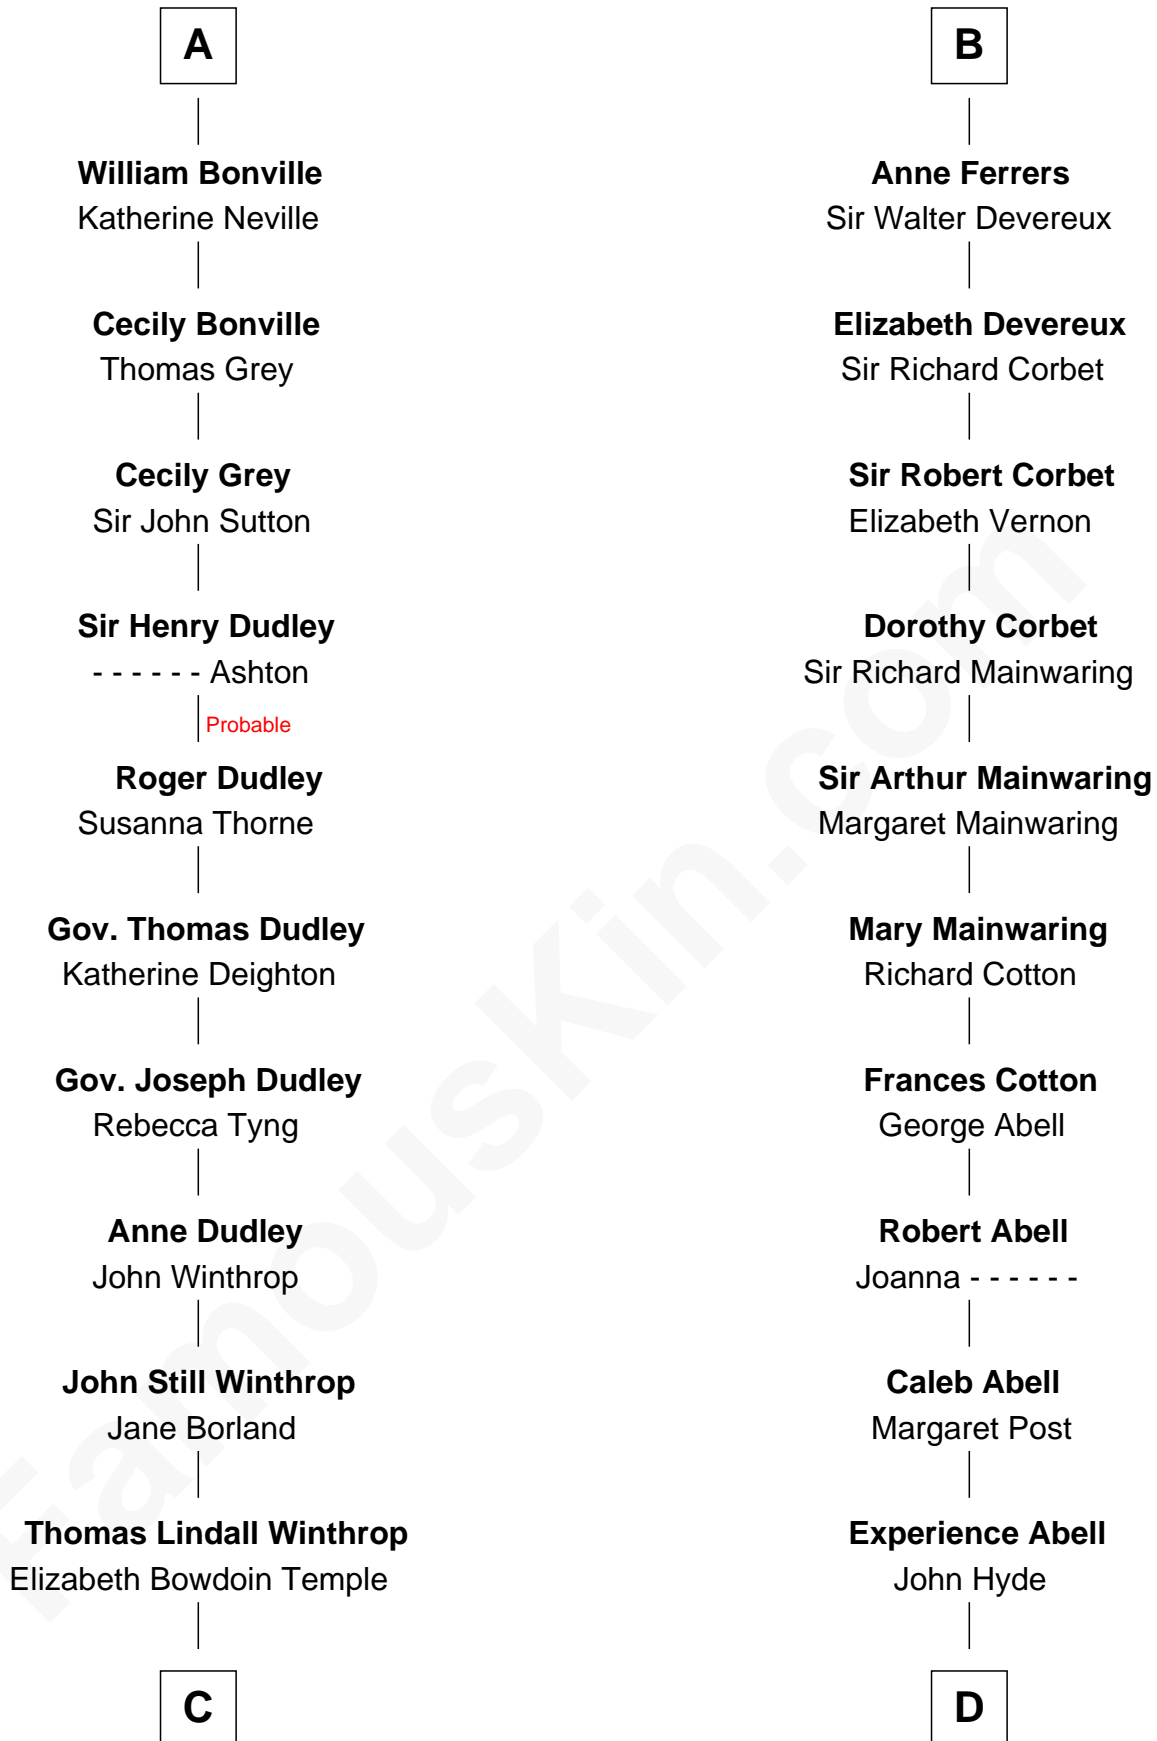 A
William Bonville
Katherine Neville
Cecily Bonville
Thomas Grey
Cecily Grey
Sir John Sutton
Sir Henry Dudley
- - - - - - Ashton
Probable
Roger Dudley
Susanna Thorne
Gov. Thomas Dudley
Katherine Deighton
Gov. Joseph Dudley
Rebecca Tyng
Anne Dudley
John Winthrop
John Still Winthrop
Jane Borland
Thomas Lindall Winthrop
Elizabeth Bowdoin Temple
C
B
Anne Ferrers
Sir Walter Devereux
Elizabeth Devereux
Sir Richard Corbet
Sir Robert Corbet
Elizabeth Vernon
Dorothy Corbet
Sir Richard Mainwaring
Sir Arthur Mainwaring
Margaret Mainwaring
Mary Mainwaring
Richard Cotton
Frances Cotton
George Abell
Robert Abell
Joanna - - - - - -
Caleb Abell
Margaret Post
Experience Abell
John Hyde
D
FamousKin.com